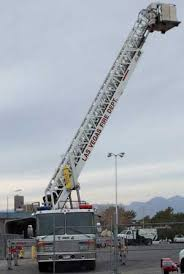 LAS VEGAS FIRE DEPT.